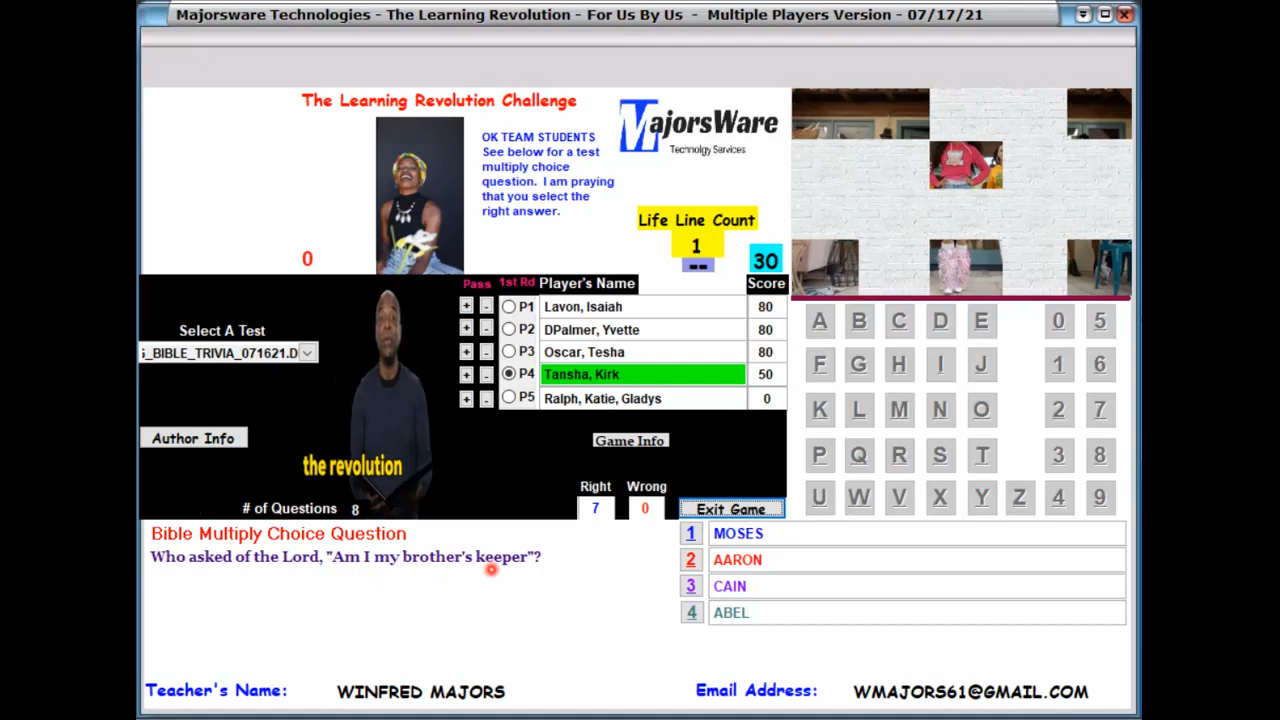 Majorsware Technologies - The Learning Revolution - For Us By Us - Multiple Players Version - 07/17/21
The Learning Revolution Challenge
OK TEAM STUDENTS
See below for a test
multiply choice
question. I am praying
that you select the
right answer.
MajorsWare
Technolgy Services
Life Line Count
1
--
30
0
Pass 1st Rd Player's Name Score
+ - P1 Lavon, Isaiah 80
+ - P2 DPalmer, Yvette 80
+ - P3 Oscar, Tesha 80
+ - P4 Tansha, Kirk 50
+ - P5 Ralph, Katie, Gladys 0
Select A Test
_BIBLE_TRIVIA_071621.D
Author Info
the revolution
Game Info
# of Questions 8
Right Wrong
7 0
Exit Game
A B C D E 0 5
F G H I J 1 6
K L M N O 2 7
P Q R S T 3 8
U W V X Y Z 4 9
Bible Multiply Choice Question
Who asked of the Lord, "Am I my brother's keeper"?
1 MOSES
2 AARON
3 CAIN
4 ABEL
Teacher's Name: WINFRED MAJORS
Email Address: WMAJORS61@GMAIL.COM